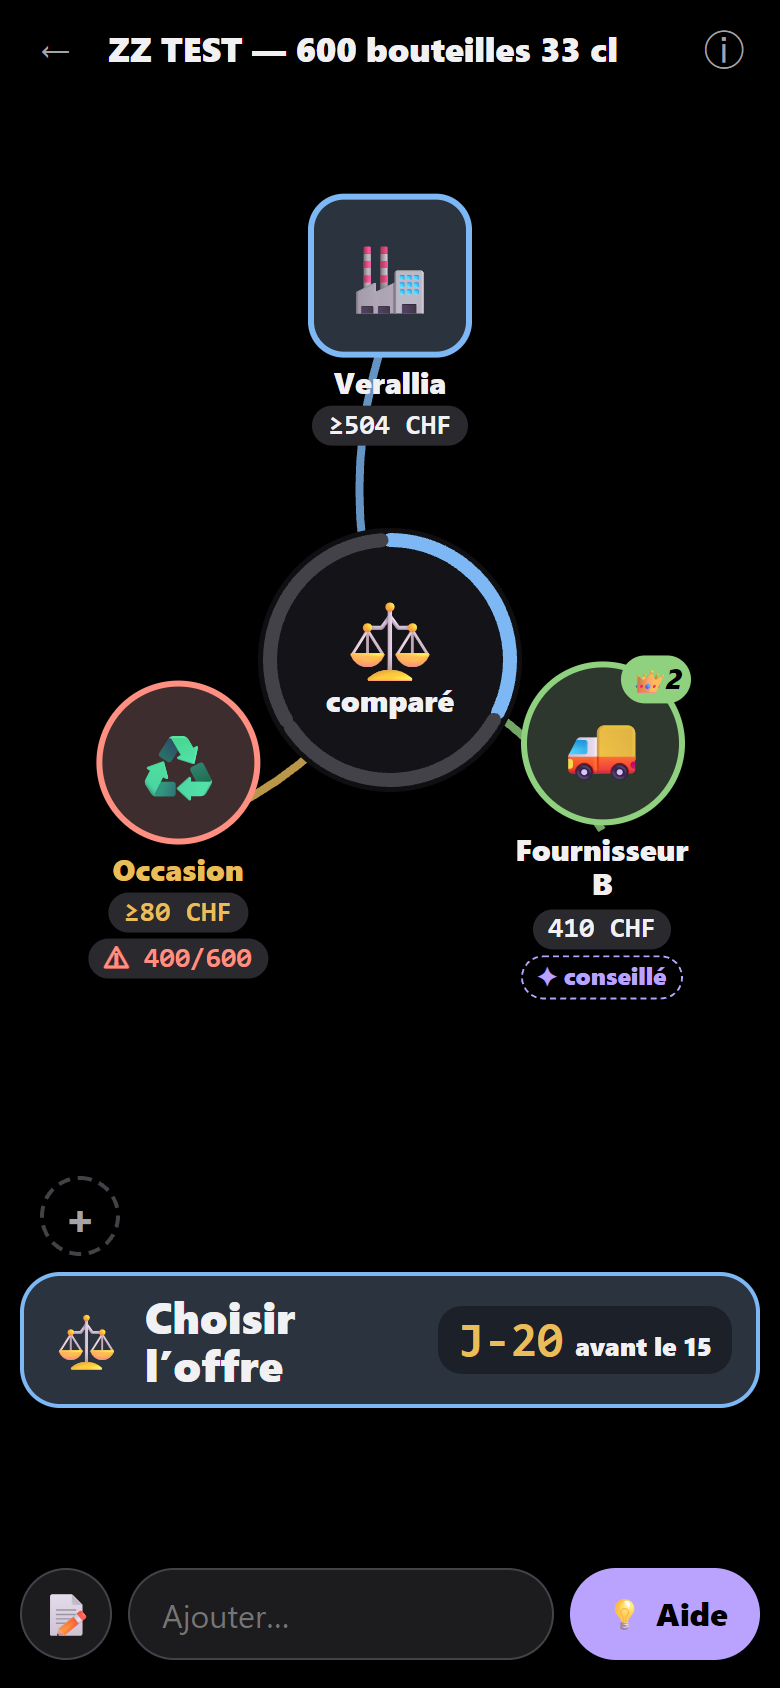 ← ZZ TEST — 600 bouteilles 33 cl ⓘ
Verallia
≥504 CHF
comparé
2
Occasion
≥80 CHF
⚠ 400/600
Fournisseur
B
410 CHF
✦ conseillé
+
Choisir
l’offre
J-20 avant le 15
Ajouter…
Aide